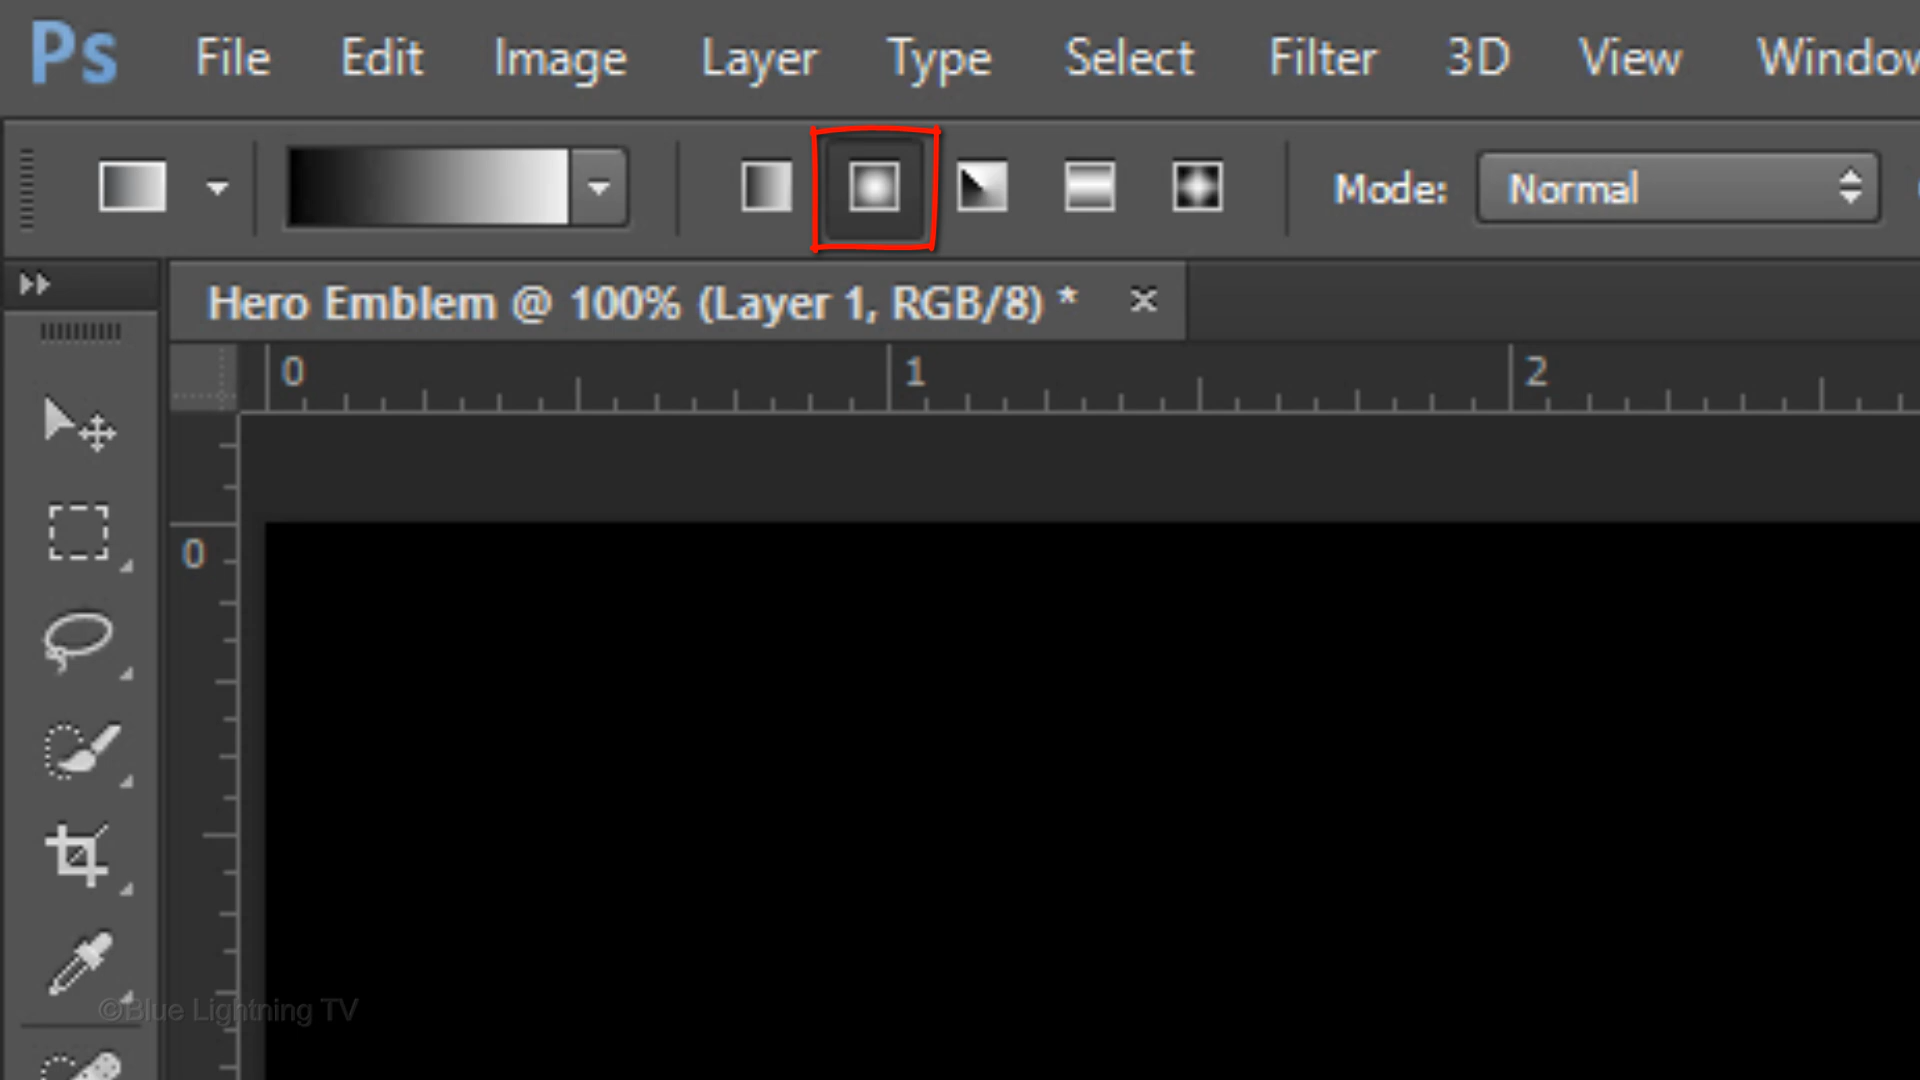 Ps File Edit Image Layer Type Select Filter 3D View Window
Mode: Normal
Hero Emblem @ 100% (Layer 1, RGB/8) *
0 1 2
0
©Blue Lightning TV